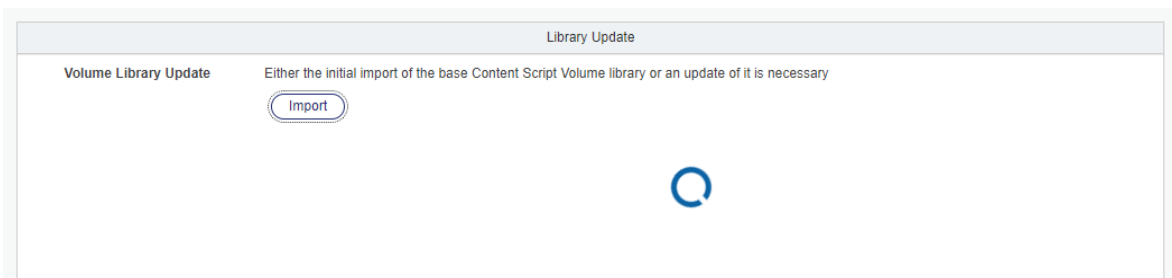 Library Update
Volume Library Update Either the initial import of the base Content Script Volume library or an update of it is necessary
Import